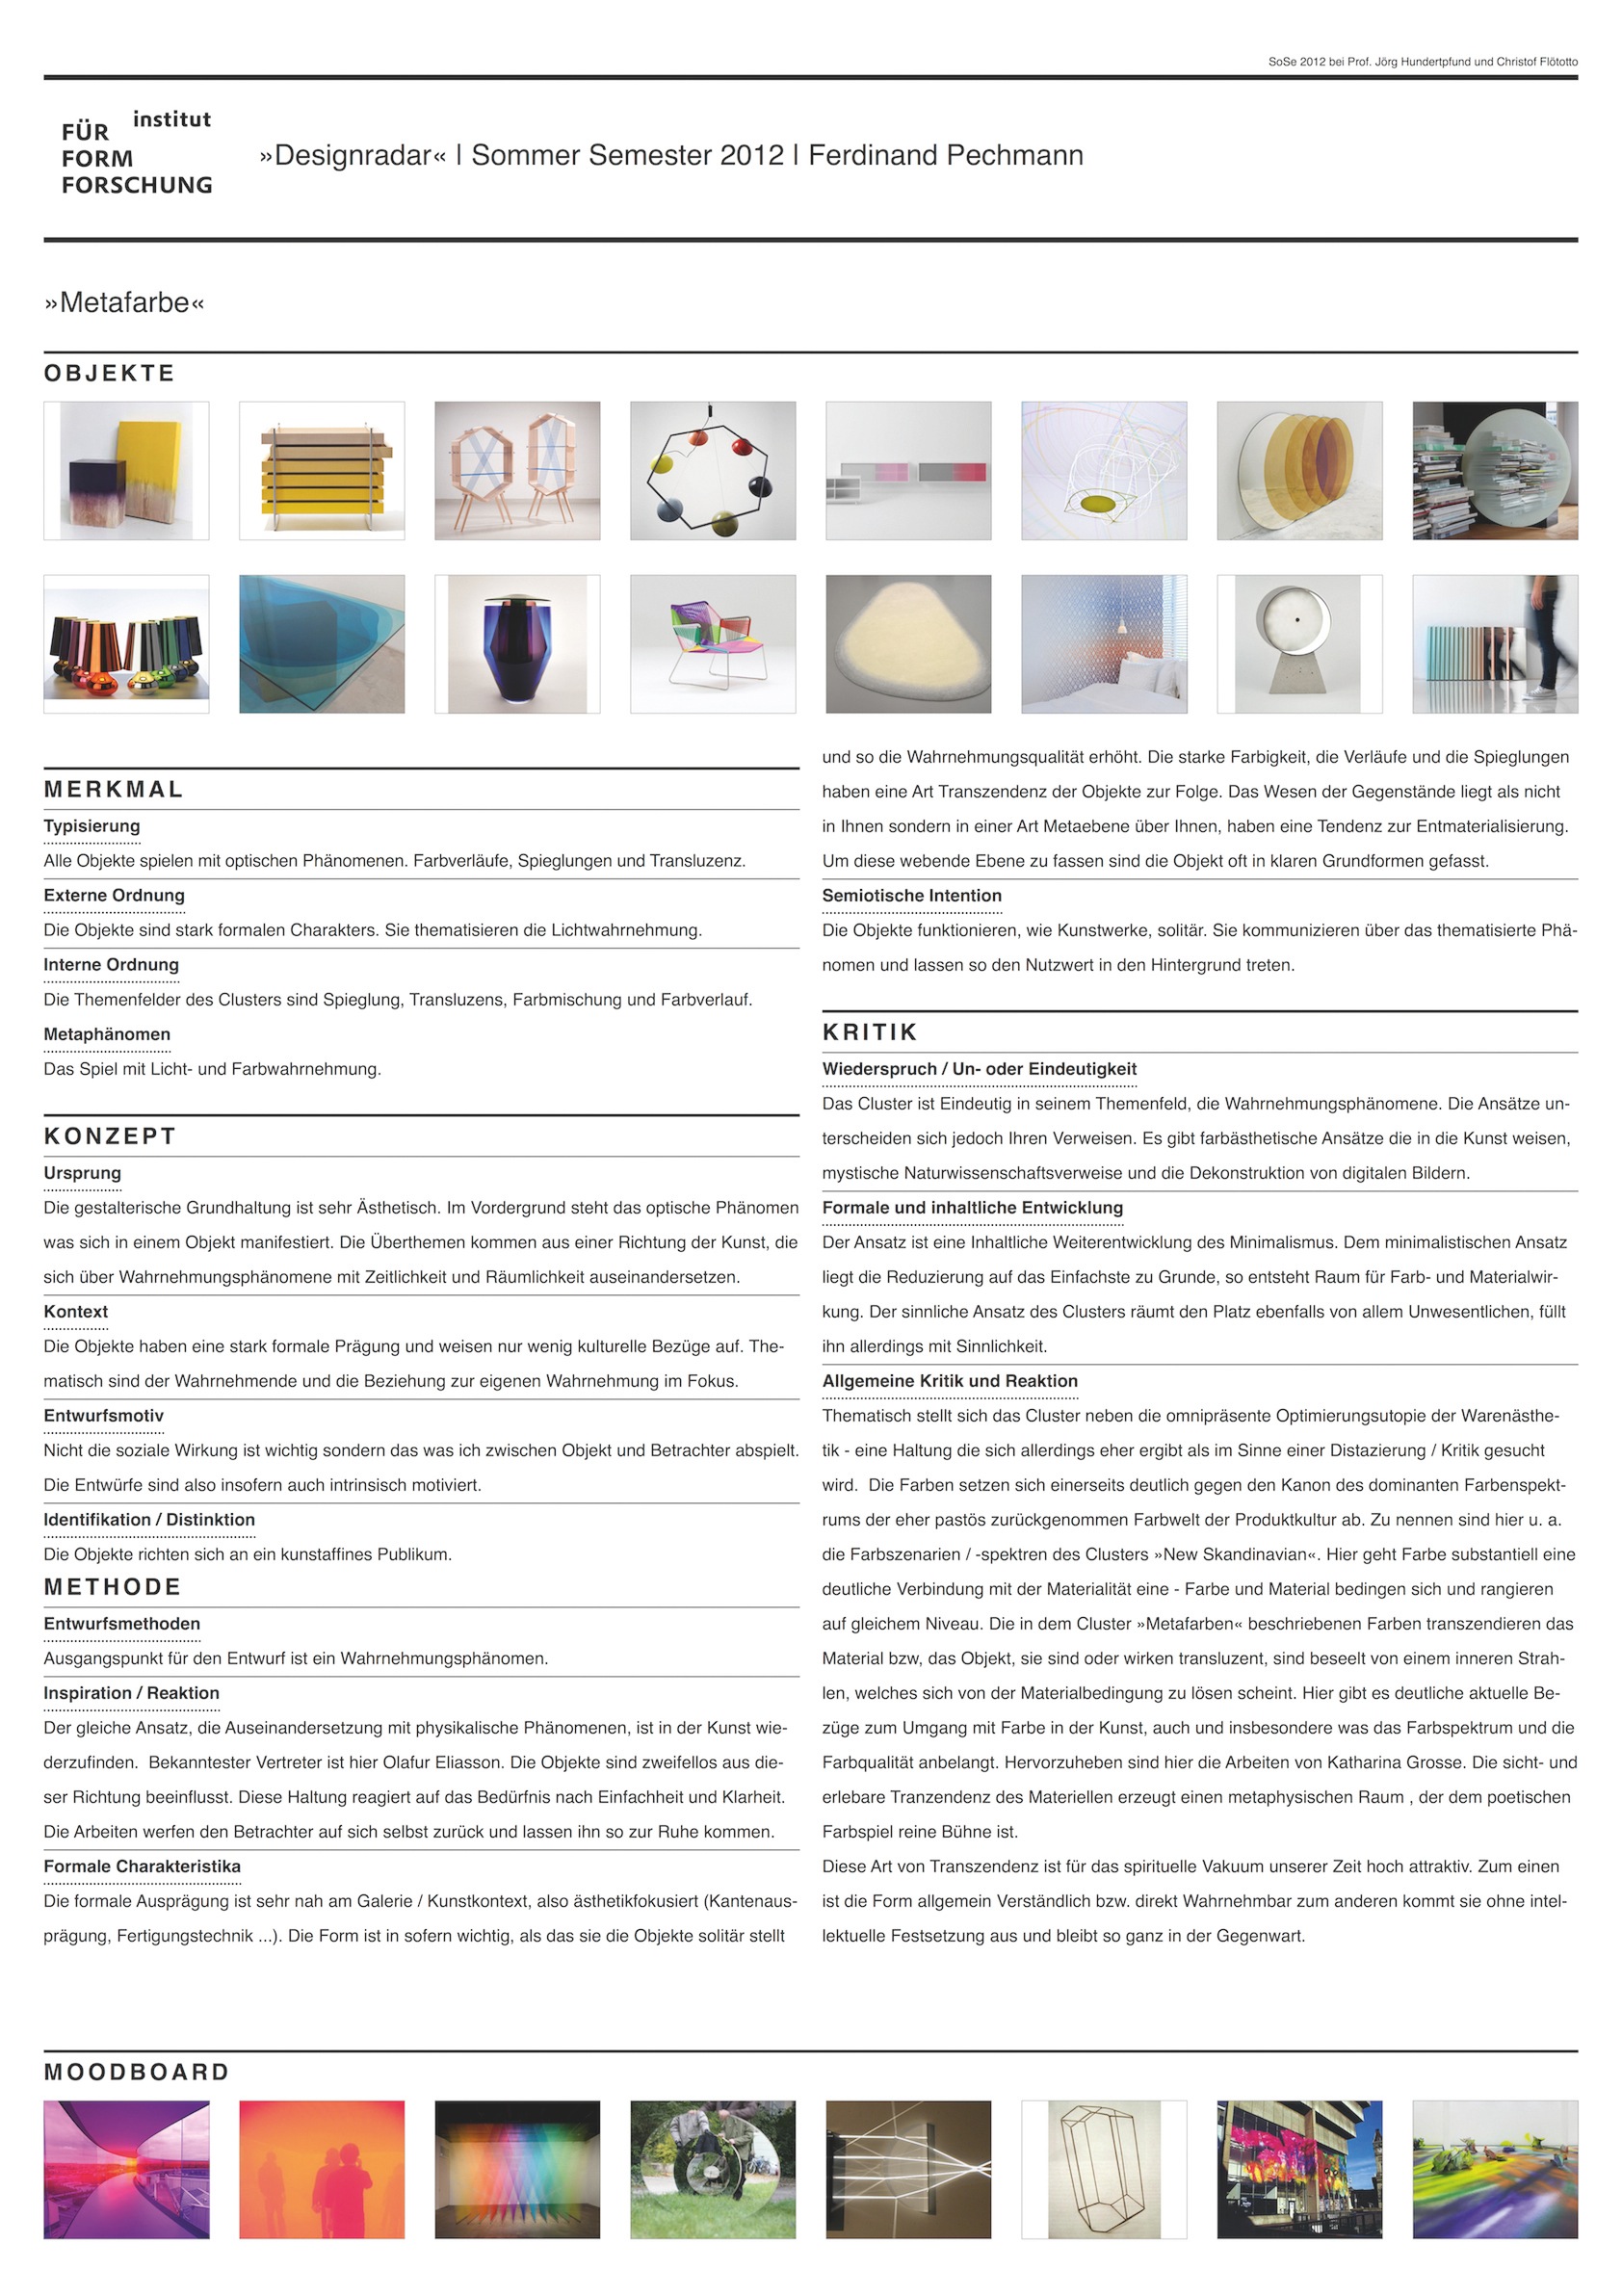 SoSe 2012 bei Prof. Jörg Hundertpfund und Christof Flötotto
institut
FÜR
FORM
FORSCHUNG
»Designradar« | Sommer Semester 2012 | Ferdinand Pechmann
»Metafarbe«
OBJEKTE
MERKMAL
Typisierung
Alle Objekte spielen mit optischen Phänomenen. Farbverläufe, Spieglungen und Transluzenz.
Externe Ordnung
Die Objekte sind stark formalen Charakters. Sie thematisieren die Lichtwahrnehmung.
Interne Ordnung
Die Themenfelder des Clusters sind Spieglung, Transluzens, Farbmischung und Farbverlauf.
Metaphänomen
Das Spiel mit Licht- und Farbwahrnehmung.
KONZEPT
Ursprung
Die gestalterische Grundhaltung ist sehr Ästhetisch. Im Vordergrund steht das optische Phänomen
was sich in einem Objekt manifestiert. Die Überthemen kommen aus einer Richtung der Kunst, die
sich über Wahrnehmungsphänomene mit Zeitlichkeit und Räumlichkeit auseinandersetzen.
Kontext
Die Objekte haben eine stark formale Prägung und weisen nur wenig kulturelle Bezüge auf. The-
matisch sind der Wahrnehmende und die Beziehung zur eigenen Wahrnehmung im Fokus.
Entwurfsmotiv
Nicht die soziale Wirkung ist wichtig sondern das was ich zwischen Objekt und Betrachter abspielt.
Die Entwürfe sind also insofern auch intrinsisch motiviert.
Identifikation / Distinktion
Die Objekte richten sich an ein kunstaffines Publikum.
METHODE
Entwurfsmethoden
Ausgangspunkt für den Entwurf ist ein Wahrnehmungsphänomen.
Inspiration / Reaktion
Der gleiche Ansatz, die Auseinandersetzung mit physikalische Phänomenen, ist in der Kunst wie-
derzufinden.  Bekanntester Vertreter ist hier Olafur Eliasson. Die Objekte sind zweifellos aus die-
ser Richtung beeinflusst. Diese Haltung reagiert auf das Bedürfnis nach Einfachheit und Klarheit.
Die Arbeiten werfen den Betrachter auf sich selbst zurück und lassen ihn so zur Ruhe kommen.
Formale Charakteristika
Die formale Ausprägung ist sehr nah am Galerie / Kunstkontext, also ästhetikfokusiert (Kantenaus-
prägung, Fertigungstechnik ...). Die Form ist in sofern wichtig, als das sie die Objekte solitär stellt
und so die Wahrnehmungsqualität erhöht. Die starke Farbigkeit, die Verläufe und die Spieglungen
haben eine Art Transzendenz der Objekte zur Folge. Das Wesen der Gegenstände liegt als nicht
in Ihnen sondern in einer Art Metaebene über Ihnen, haben eine Tendenz zur Entmaterialisierung.
Um diese webende Ebene zu fassen sind die Objekt oft in klaren Grundformen gefasst.
Semiotische Intention
Die Objekte funktionieren, wie Kunstwerke, solitär. Sie kommunizieren über das thematisierte Phä-
nomen und lassen so den Nutzwert in den Hintergrund treten.
KRITIK
Wiederspruch / Un- oder Eindeutigkeit
Das Cluster ist Eindeutig in seinem Themenfeld, die Wahrnehmungsphänomene. Die Ansätze un-
terscheiden sich jedoch Ihren Verweisen. Es gibt farbästhetische Ansätze die in die Kunst weisen,
mystische Naturwissenschaftsverweise und die Dekonstruktion von digitalen Bildern.
Formale und inhaltliche Entwicklung
Der Ansatz ist eine Inhaltliche Weiterentwicklung des Minimalismus. Dem minimalistischen Ansatz
liegt die Reduzierung auf das Einfachste zu Grunde, so entsteht Raum für Farb- und Materialwir-
kung. Der sinnliche Ansatz des Clusters räumt den Platz ebenfalls von allem Unwesentlichen, füllt
ihn allerdings mit Sinnlichkeit.
Allgemeine Kritik und Reaktion
Thematisch stellt sich das Cluster neben die omnipräsente Optimierungsutopie der Warenästhe-
tik - eine Haltung die sich allerdings eher ergibt als im Sinne einer Distazierung / Kritik gesucht
wird.  Die Farben setzen sich einerseits deutlich gegen den Kanon des dominanten Farbenspekt-
rums der eher pastös zurückgenommen Farbwelt der Produktkultur ab. Zu nennen sind hier u. a.
die Farbszenarien / -spektren des Clusters »New Skandinavian«. Hier geht Farbe substantiell eine
deutliche Verbindung mit der Materialität eine - Farbe und Material bedingen sich und rangieren
auf gleichem Niveau. Die in dem Cluster »Metafarben« beschriebenen Farben transzendieren das
Material bzw, das Objekt, sie sind oder wirken transluzent, sind beseelt von einem inneren Strah-
len, welches sich von der Materialbedingung zu lösen scheint. Hier gibt es deutliche aktuelle Be-
züge zum Umgang mit Farbe in der Kunst, auch und insbesondere was das Farbspektrum und die
Farbqualität anbelangt. Hervorzuheben sind hier die Arbeiten von Katharina Grosse. Die sicht- und
erlebare Tranzendenz des Materiellen erzeugt einen metaphysischen Raum , der dem poetischen
Farbspiel reine Bühne ist.
Diese Art von Transzendenz ist für das spirituelle Vakuum unserer Zeit hoch attraktiv. Zum einen
ist die Form allgemein Verständlich bzw. direkt Wahrnehmbar zum anderen kommt sie ohne intel-
lektuelle Festsetzung aus und bleibt so ganz in der Gegenwart.
MOODBOARD